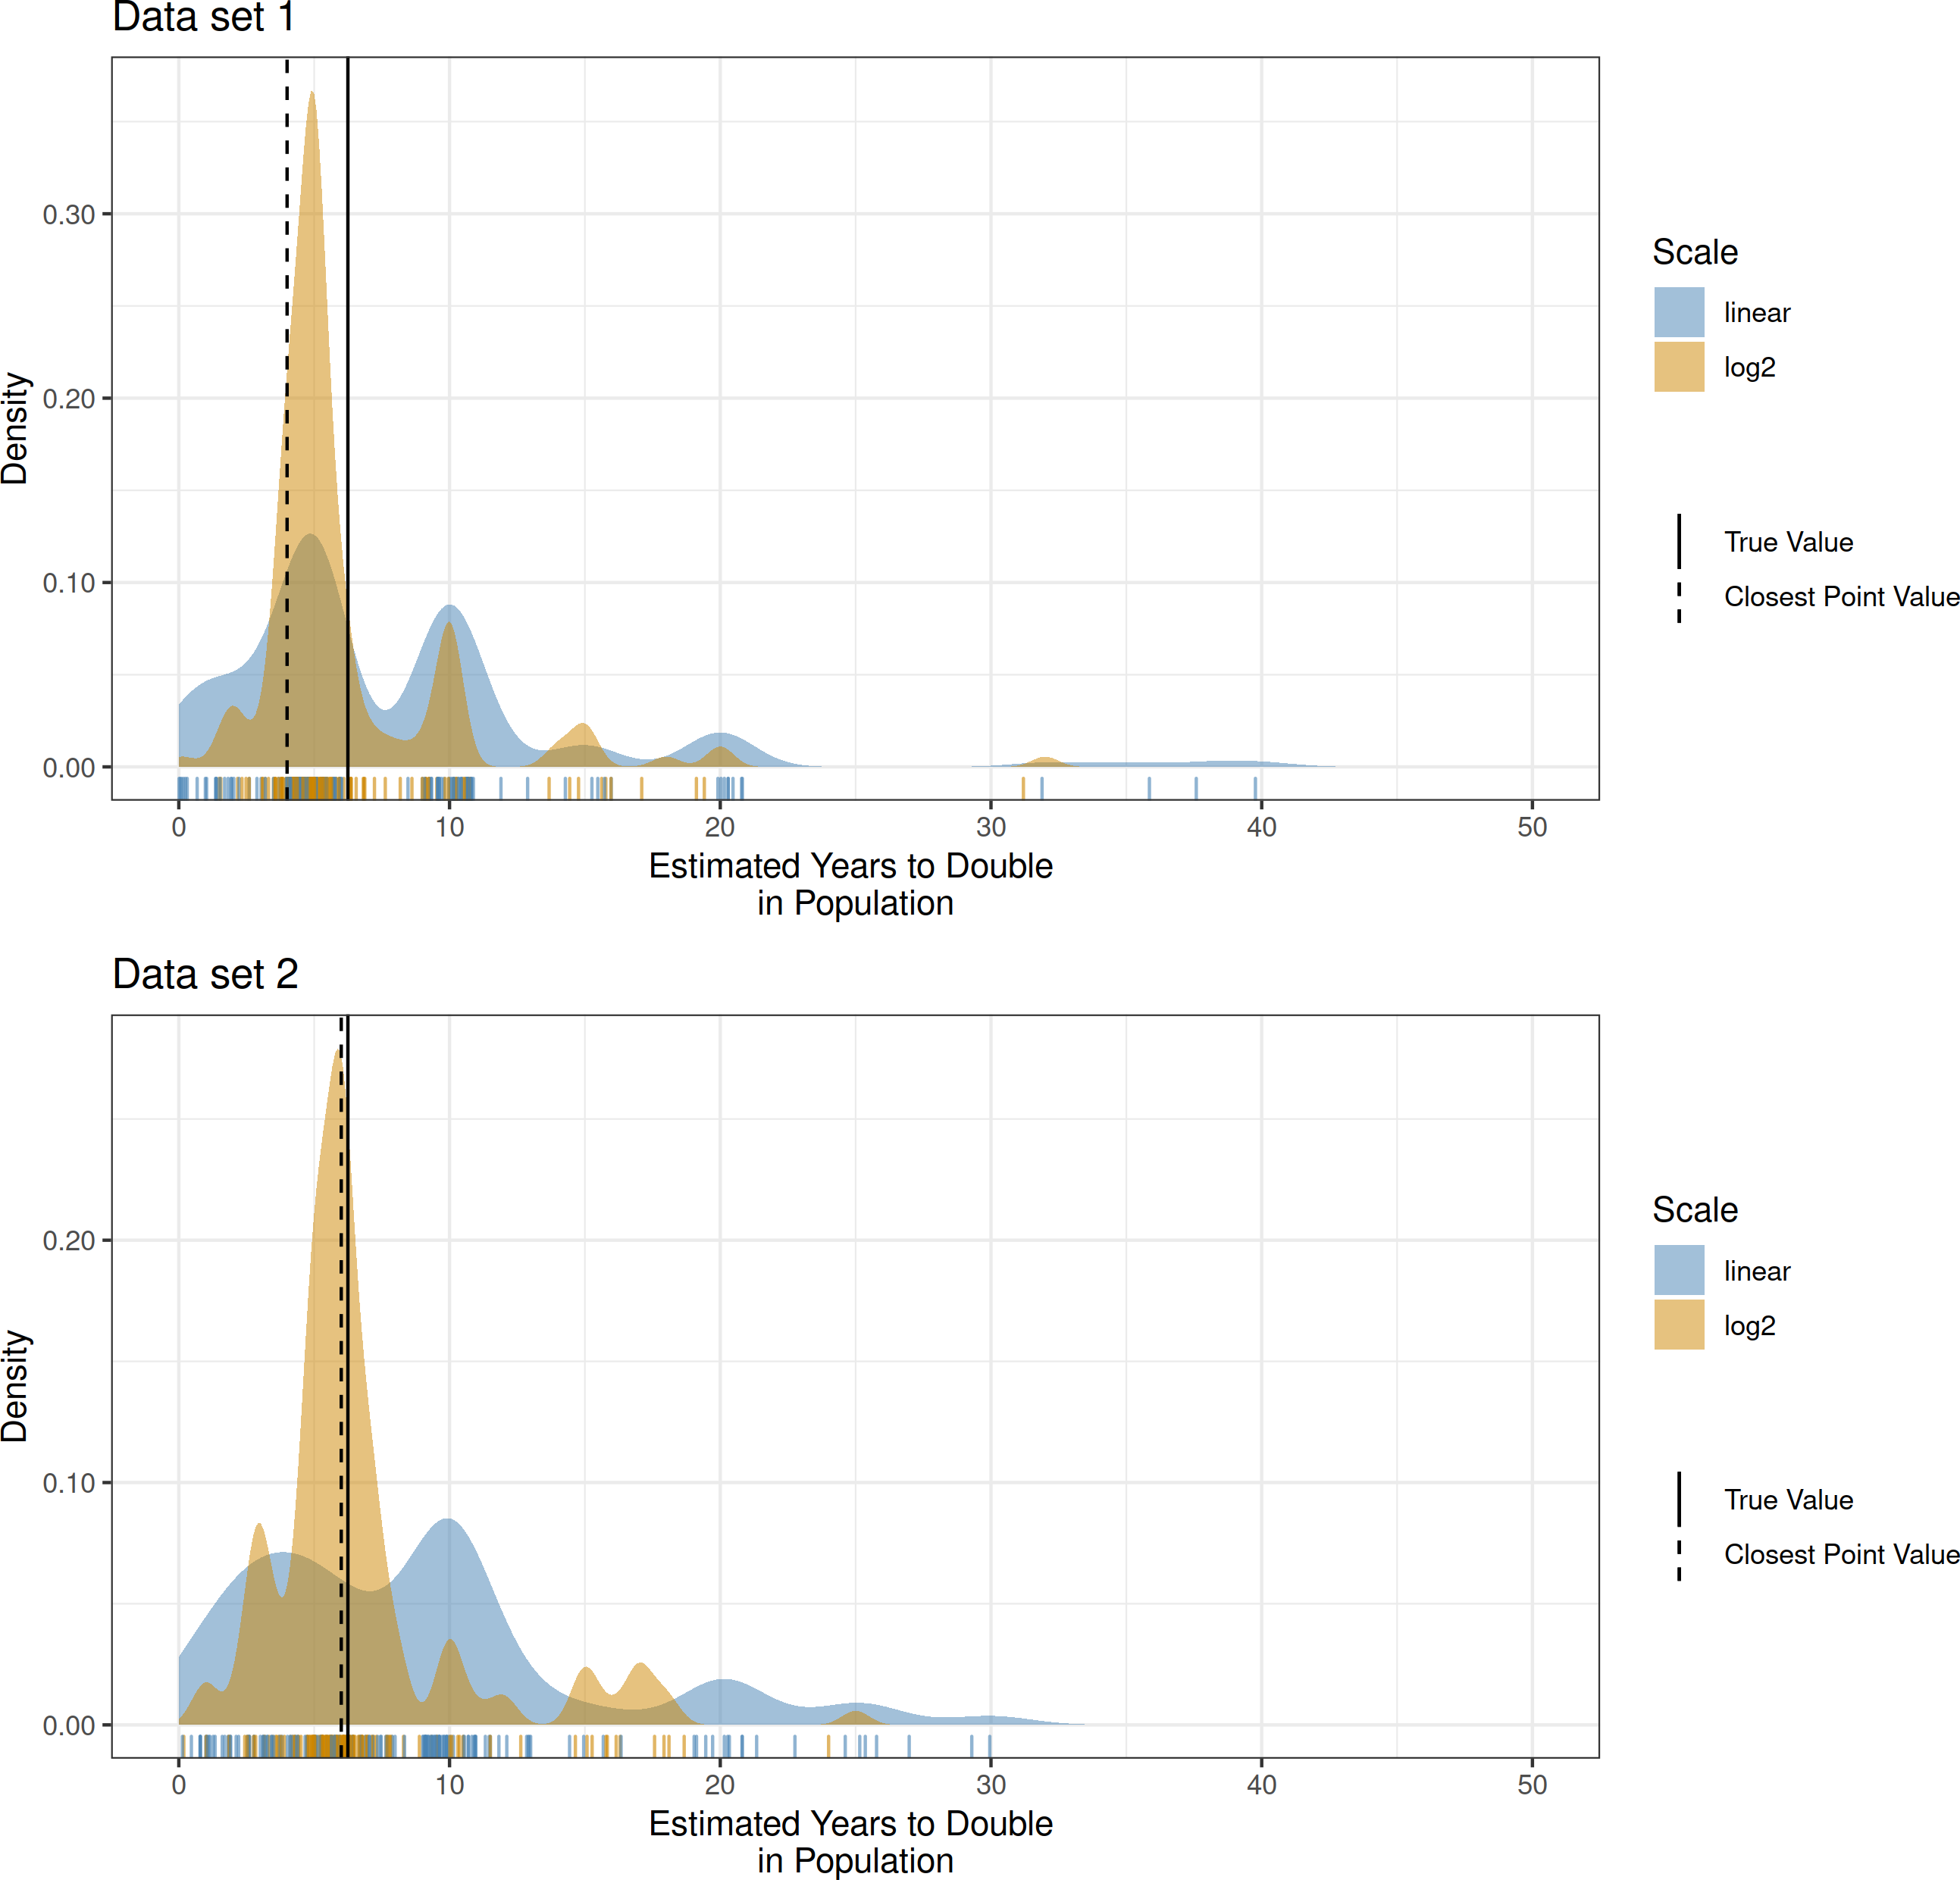 Data set 1
0.30
0.20
0.10
0.00
Density
0 10 20 30 40 50
Estimated Years to Double
in Population
Scale
linear
log2
True Value
Closest Point Value
Data set 2
0.20
0.10
0.00
Density
0 10 20 30 40 50
Estimated Years to Double
in Population
Scale
linear
log2
True Value
Closest Point Value